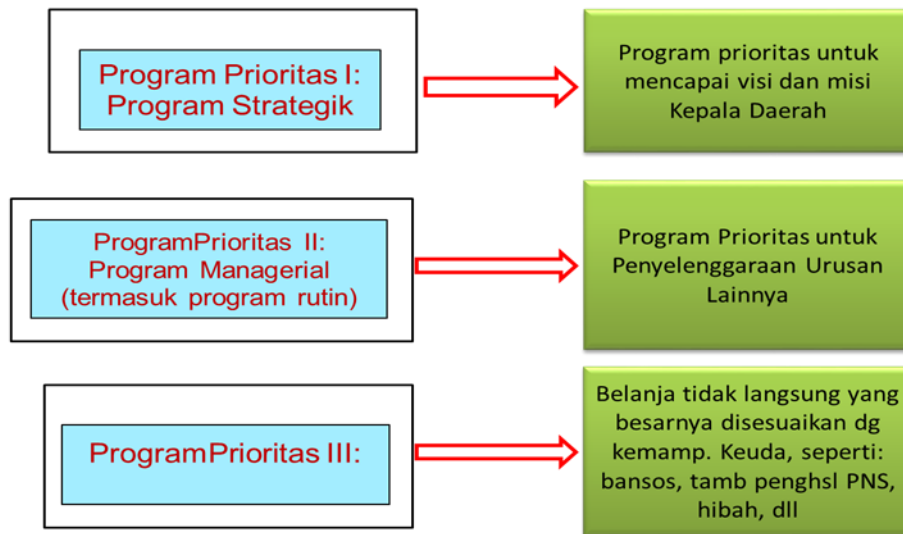 Program Prioritas I:
Program Strategik
Program prioritas untuk
mencapai visi dan misi
Kepala Daerah
ProgramPrioritas II:
Program Managerial
(termasuk program rutin)
Program Prioritas untuk
Penyelenggaraan Urusan
Lainnya
ProgramPrioritas III:
Belanja tidak langsung yang
besarnya disesuaikan dg
kemamp. Keuda, seperti:
bansos, tamb penghsl PNS,
hibah, dll